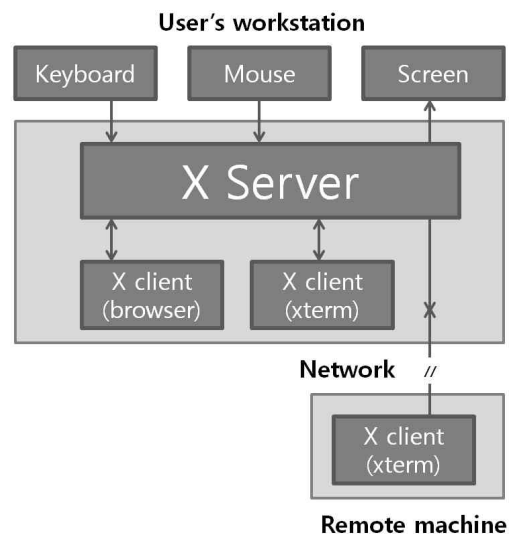 User's workstation
Keyboard
Mouse
Screen
X Server
X client
(browser)
X client
(xterm)
Network //
X client
(xterm)
Remote machine